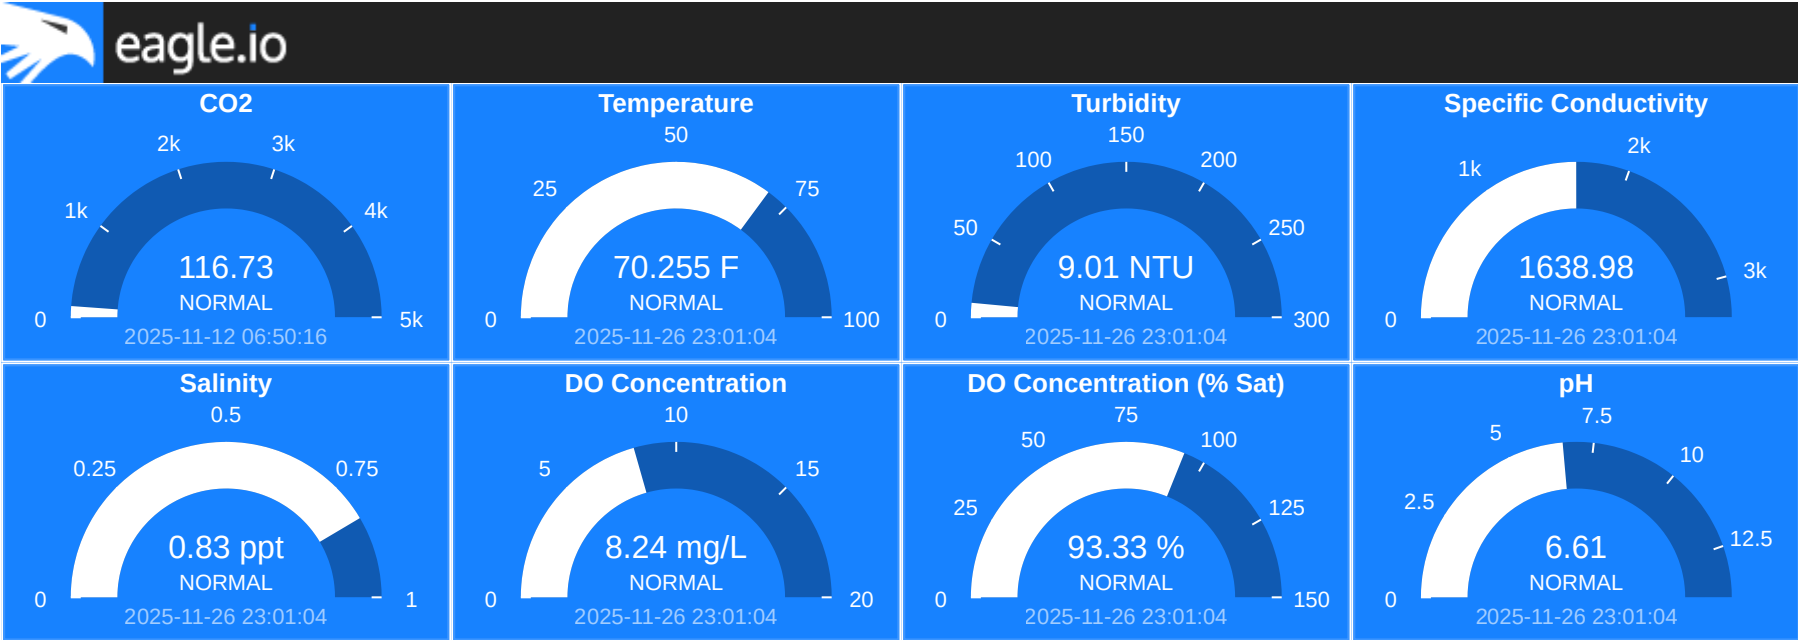 eagle.io
CO2
0
1k
2k
3k
4k
5k
116.73
NORMAL
2025-11-12 06:50:16
Temperature
0
25
50
75
100
70.255 F
NORMAL
2025-11-26 23:01:04
Turbidity
0
50
100
150
200
250
300
9.01 NTU
NORMAL
2025-11-26 23:01:04
Specific Conductivity
0
1k
2k
3k
1638.98
NORMAL
2025-11-26 23:01:04
Salinity
0
0.25
0.5
0.75
1
0.83 ppt
NORMAL
2025-11-26 23:01:04
DO Concentration
0
5
10
15
20
8.24 mg/L
NORMAL
2025-11-26 23:01:04
DO Concentration (% Sat)
0
25
50
75
100
125
150
93.33 %
NORMAL
2025-11-26 23:01:04
pH
0
2.5
5
7.5
10
12.5
6.61
NORMAL
2025-11-26 23:01:04